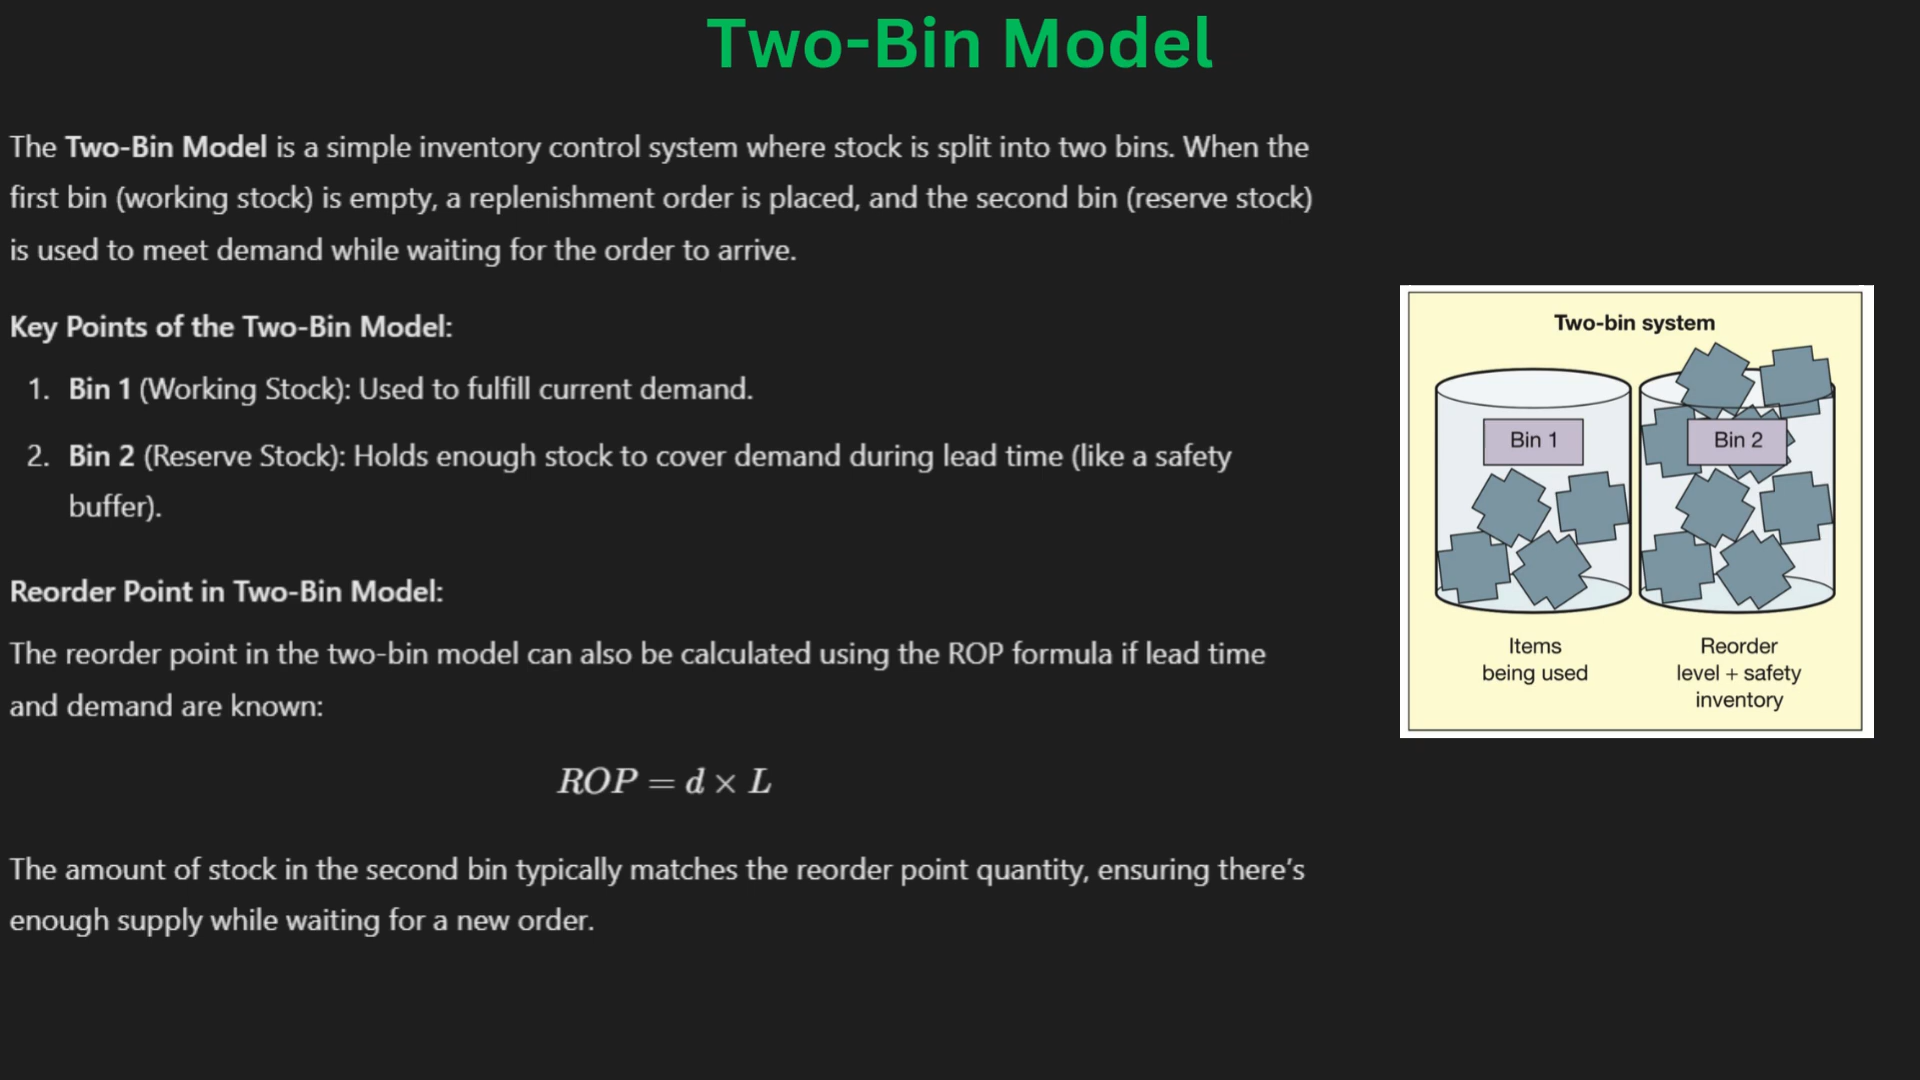 Two-Bin Model
The Two-Bin Model is a simple inventory control system where stock is split into two bins. When the
first bin (working stock) is empty, a replenishment order is placed, and the second bin (reserve stock)
is used to meet demand while waiting for the order to arrive.
Key Points of the Two-Bin Model:
1. Bin 1 (Working Stock): Used to fulfill current demand.
2. Bin 2 (Reserve Stock): Holds enough stock to cover demand during lead time (like a safety
buffer).
Reorder Point in Two-Bin Model:
The reorder point in the two-bin model can also be calculated using the ROP formula if lead time
and demand are known:
ROP = d × L
The amount of stock in the second bin typically matches the reorder point quantity, ensuring there's
enough supply while waiting for a new order.
Two-bin system
Bin 1
Bin 2
Items
being used
Reorder
level + safety
inventory